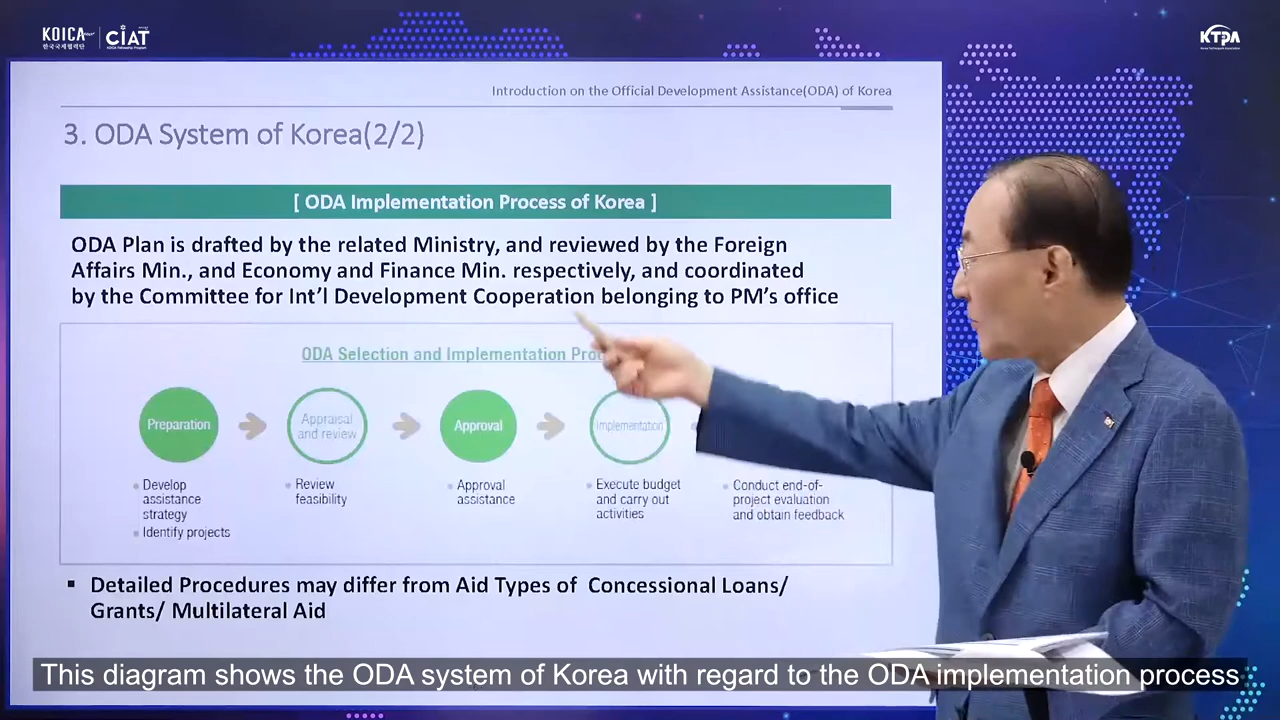 KOICA
한국국제협력단
CIAT
KOICA Fellowship Program
KTPA
Korea Technopark Association
Introduction on the Official Development Assistance(ODA) of Korea
3. ODA System of Korea(2/2)
[ ODA Implementation Process of Korea ]
ODA Plan is drafted by the related Ministry, and reviewed by the Foreign
Affairs Min., and Economy and Finance Min. respectively, and coordinated
by the Committee for Int'l Development Cooperation belonging to PM's office
ODA Selection and Implementation
Preparation
Appraisal
and review
Approval
Implementation
Develop
assistance
strategy
Identify projects
Review
feasibility
Approval
assistance
Execute budget
and carry out
activities
Conduct end-of-
project evaluation
and obtain feedback
▪ Detailed Procedures may differ from Aid Types of Concessional Loans/
Grants/ Multilateral Aid
This diagram shows the ODA system of Korea with regard to the ODA implementation process